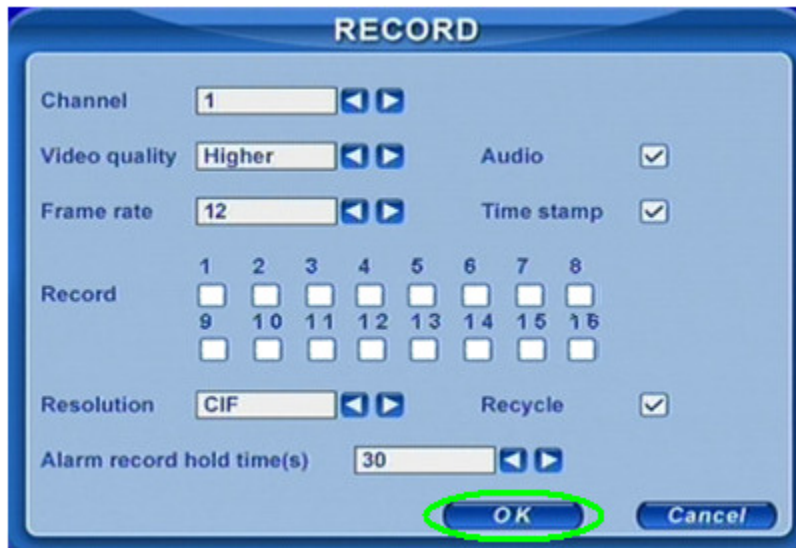 RECORD
Channel 1
Video quality Higher Audio
Frame rate 12 Time stamp
1 2 3 4 5 6 7 8
Record
9 10 11 12 13 14 15 16
Resolution CIF Recycle
Alarm record hold time(s) 30
OK Cancel